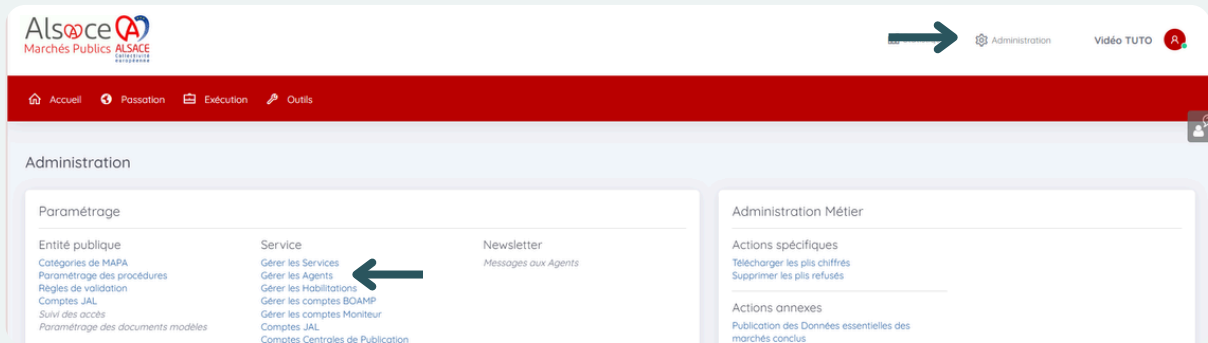 Alsace
Marchés Publics ALSACE
Collectivité
européenne
Administration
Vidéo TUTO
Accueil
Passation
Exécution
Outils
Administration
Paramétrage
Entité publique
Catégories de MAPA
Paramétrage des procédures
Règles de validation
Comptes JAL
Suivi des accès
Paramétrage des documents modèles
Service
Gérer les Services
Gérer les Agents
Gérer les Habilitations
Gérer les comptes BOAMP
Gérer les comptes Moniteur
Comptes JAL
Comptes Centrales de Publication
Newsletter
Messages aux Agents
Administration Métier
Actions spécifiques
Télécharger les plis chiffrés
Supprimer les plis refusés
Actions annexes
Publication des Données essentielles des
marchés conclus